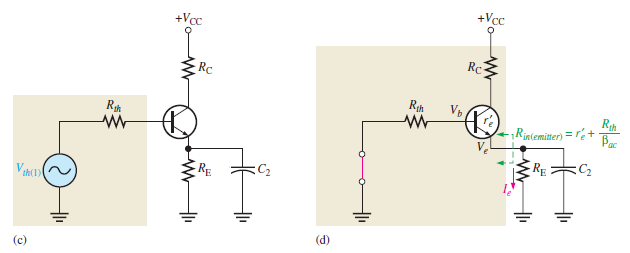 +VCC
RC
Rth
Vth(1)
RE
C2
(c)
+VCC
RC
Rth
Vb
r′e
Rin(emitter) = r′e + Rth/βac
Ve
Ie
RE
C2
(d)